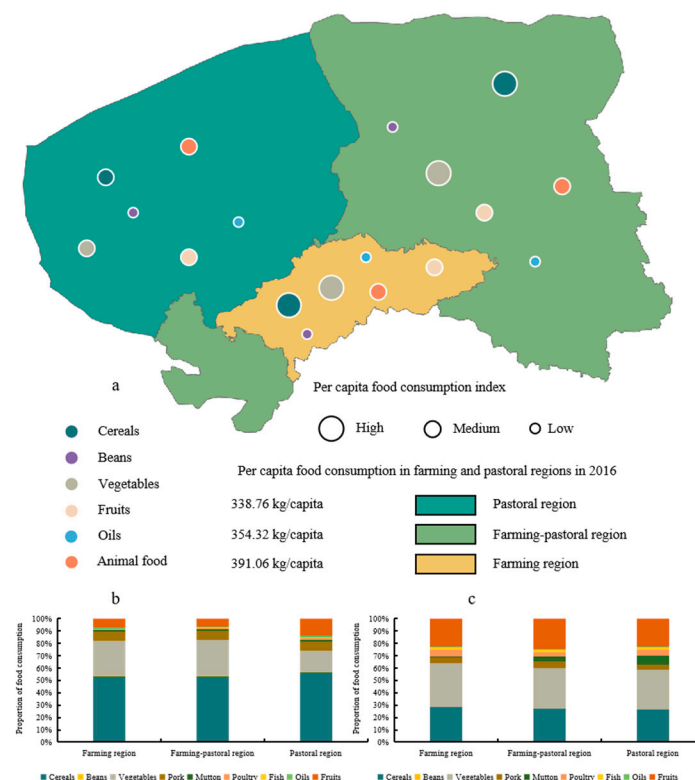 a
Per capita food consumption index
High
Medium
Low
Cereals
Beans
Vegetables
Fruits
Oils
Animal food
Per capita food consumption in farming and pastoral regions in 2016
338.76 kg/capita
Pastoral region
354.32 kg/capita
Farming-pastoral region
391.06 kg/capita
Farming region
b
Proportion of food consumption
100%
90%
80%
70%
60%
50%
40%
30%
20%
10%
0%
Farming region
Farming-pastoral region
Pastoral region
Cereals Beans Vegetables Pork Mutton Poultry Fish Oils Fruits
c
Proportion of food consumption
100%
90%
80%
70%
60%
50%
40%
30%
20%
10%
0%
Farming region
Farming-pastoral region
Pastoral region
Cereals Beans Vegetables Pork Mutton Poultry Fish Oils Fruits